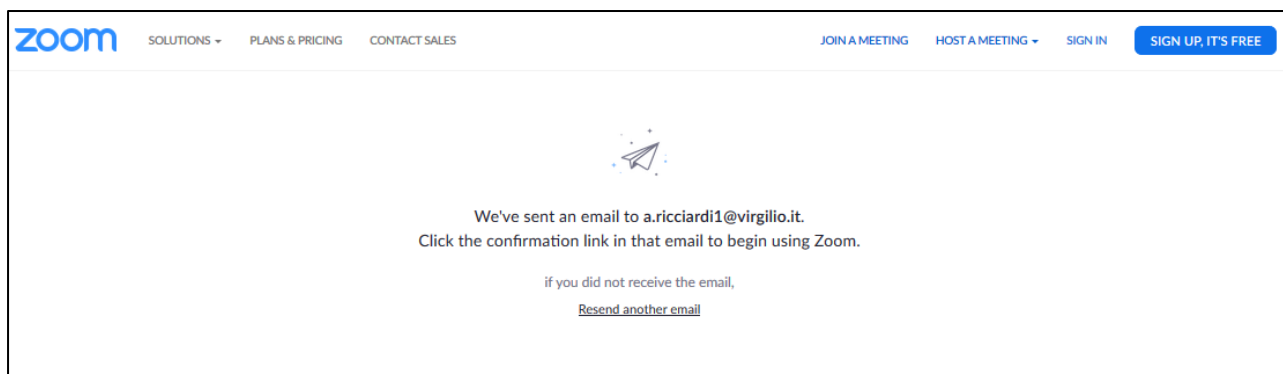 zoom SOLUTIONS PLANS & PRICING CONTACT SALES JOIN A MEETING HOST A MEETING SIGN IN SIGN UP, IT'S FREE
We've sent an email to a.ricciardi1@virgilio.it.
Click the confirmation link in that email to begin using Zoom.
if you did not receive the email,
Resend another email